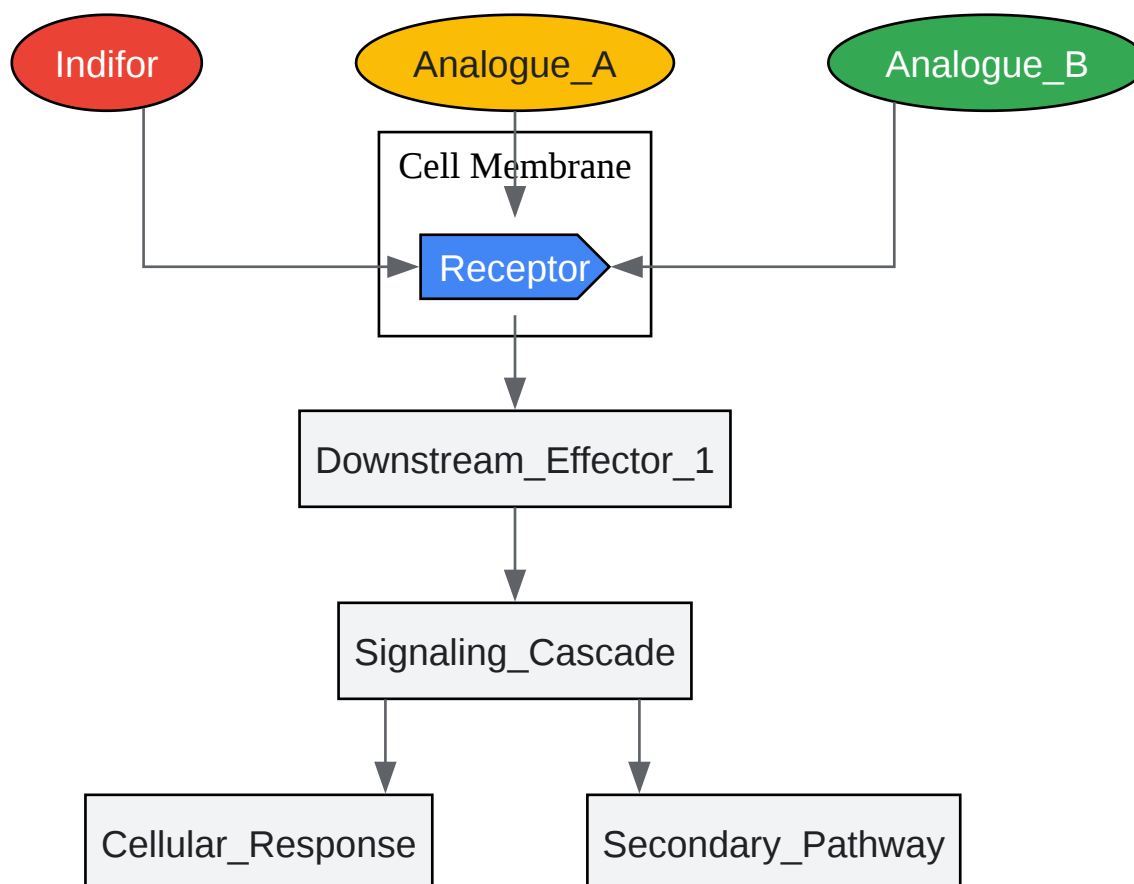 Indifor
Analogue_A
Analogue_B
Cell Membrane
Receptor
Downstream_Effector_1
Signaling_Cascade
Cellular_Response
Secondary_Pathway